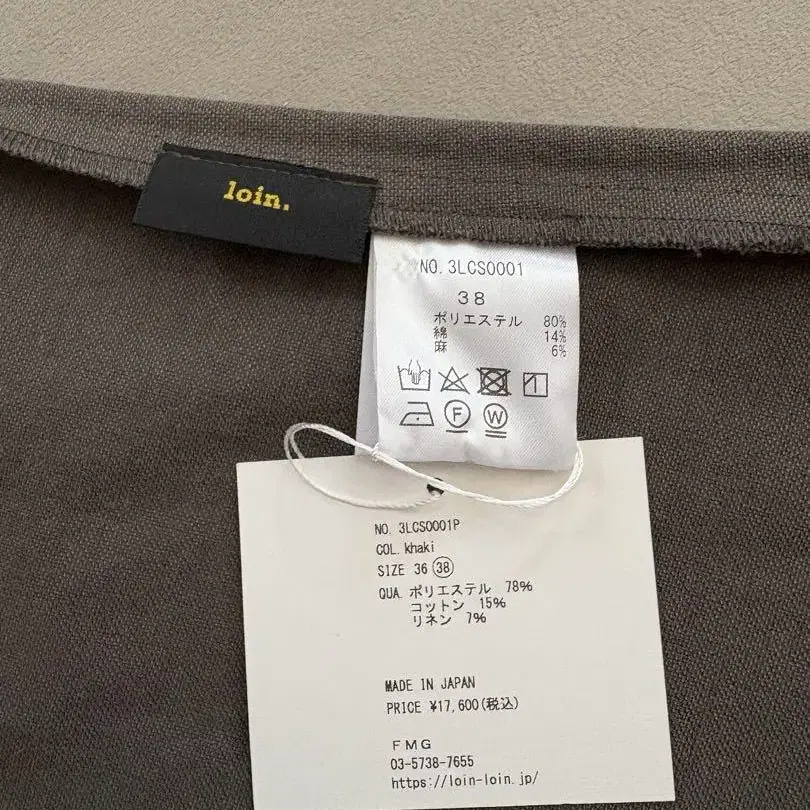 loin.
NO. 3LCS0001
38
ポリエステル 80%
綿 14%
麻 6%
F W
NO. 3LCS0001P
COL. khaki
SIZE 36 38
QUA. ポリエステル 78%
コットン 15%
リネン 7%
MADE IN JAPAN
PRICE ¥17,600(税込)
FMG
03-5738-7655
https://loin-loin.jp/